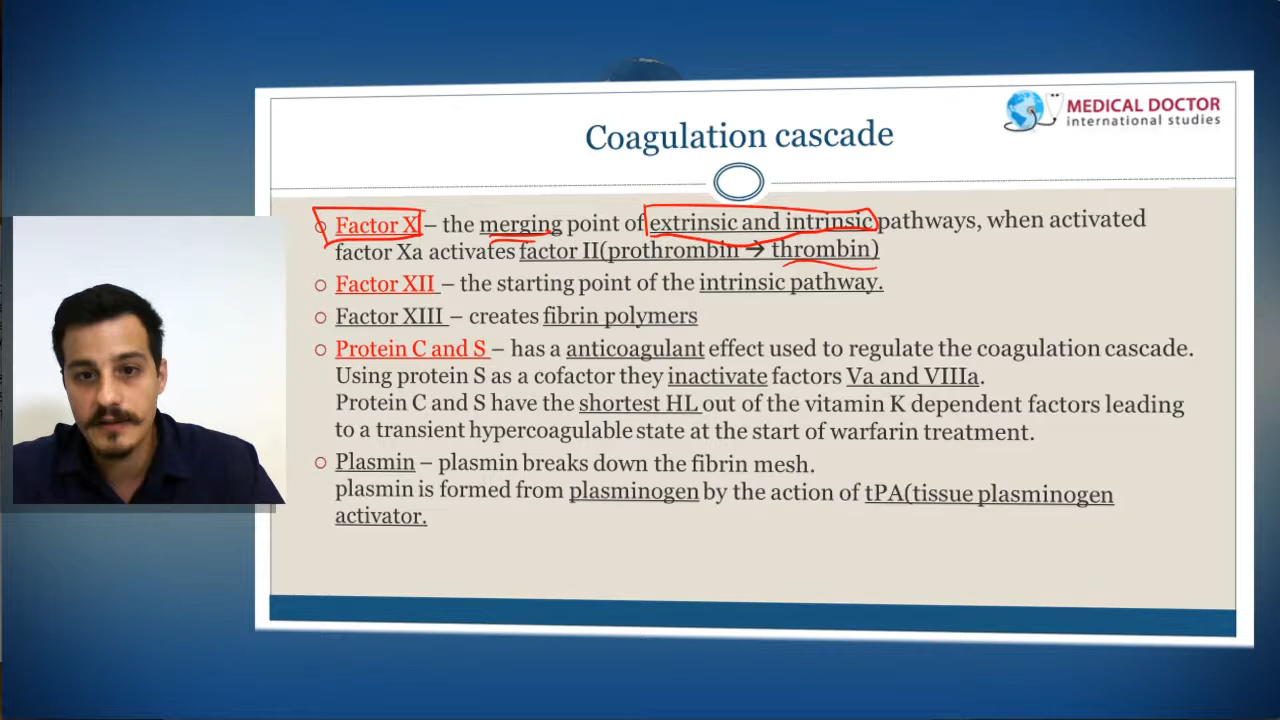 MEDICAL DOCTOR
international studies
Coagulation cascade
○ Factor X – the merging point of extrinsic and intrinsic pathways, when activated
factor Xa activates factor II(prothrombin → thrombin)
○ Factor XII – the starting point of the intrinsic pathway.
○ Factor XIII – creates fibrin polymers
○ Protein C and S – has a anticoagulant effect used to regulate the coagulation cascade.
Using protein S as a cofactor they inactivate factors Va and VIIIa.
Protein C and S have the shortest HL out of the vitamin K dependent factors leading
to a transient hypercoagulable state at the start of warfarin treatment.
○ Plasmin – plasmin breaks down the fibrin mesh.
plasmin is formed from plasminogen by the action of tPA(tissue plasminogen
activator.